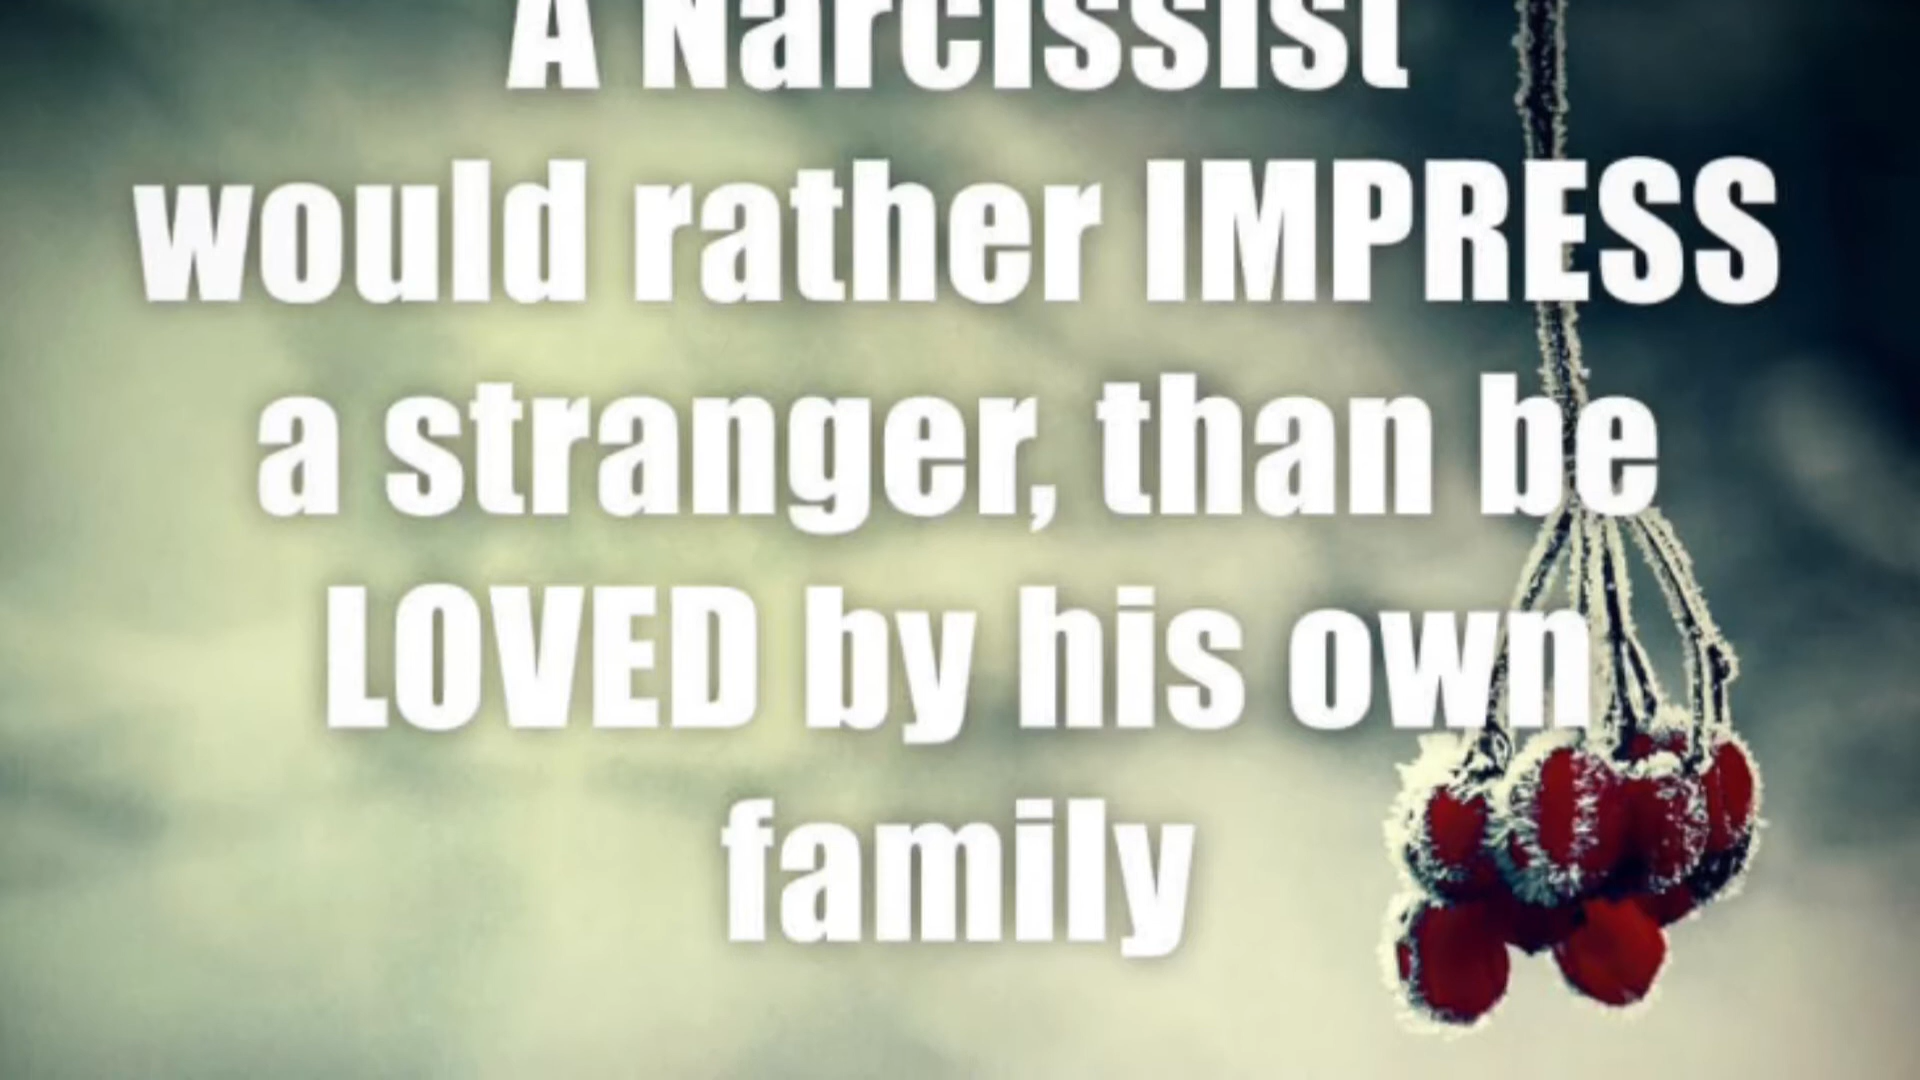 A Narcissist
would rather IMPRESS
a stranger, than be
LOVED by his own
family